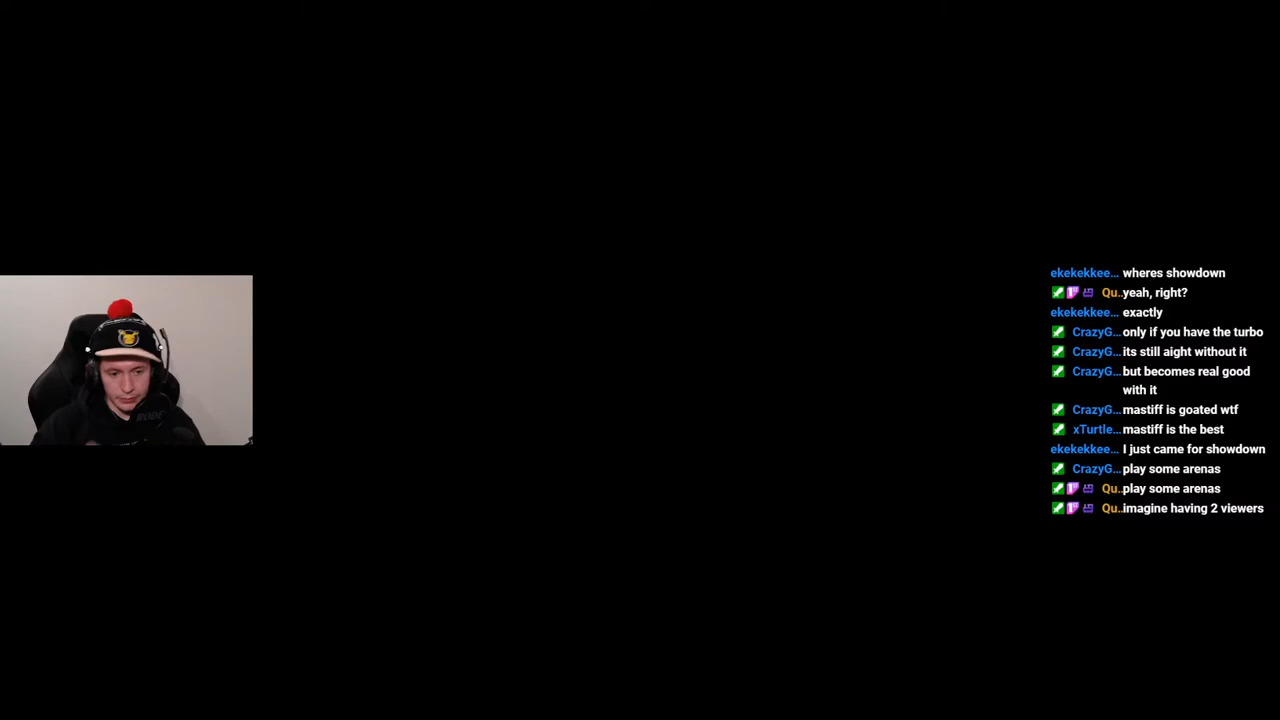 ekekekkee... wheres showdown
Qu..yeah, right?
ekekekkee... exactly
CrazyG... only if you have the turbo
CrazyG... its still aight without it
CrazyG... but becomes real good
with it
CrazyG... mastiff is goated wtf
xTurtle... mastiff is the best
ekekekkee... I just came for showdown
CrazyG... play some arenas
Qu..play some arenas
Qu..imagine having 2 viewers
RODE